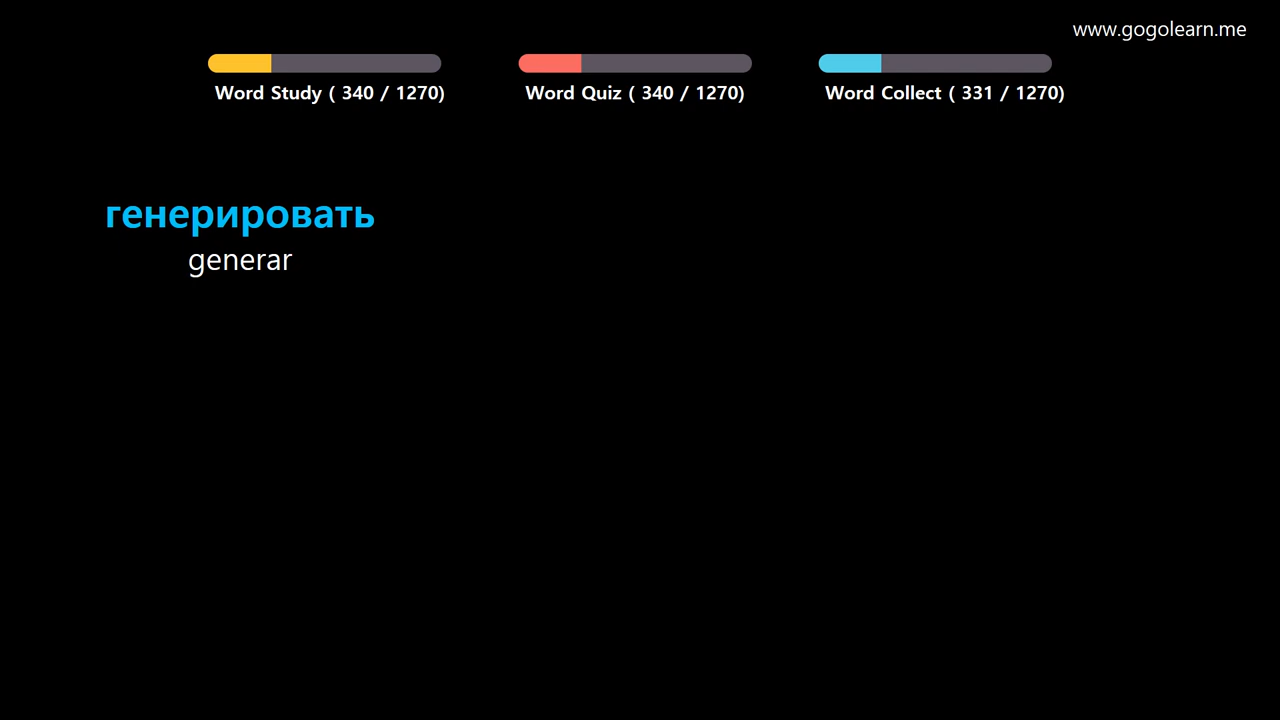 www.gogolearn.me
Word Study ( 340 / 1270)
Word Quiz ( 340 / 1270)
Word Collect ( 331 / 1270)
генерировать
generar